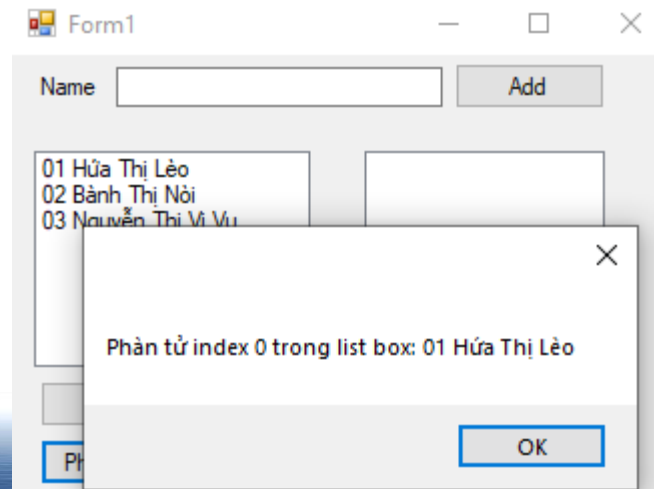 Form1
Name
Add
01 Hứa Thị Lèo
02 Bành Thị Nòi
03 Nguyễn Thị Vi Vu
Phàn tử index 0 trong list box: 01 Hứa Thị Lèo
OK